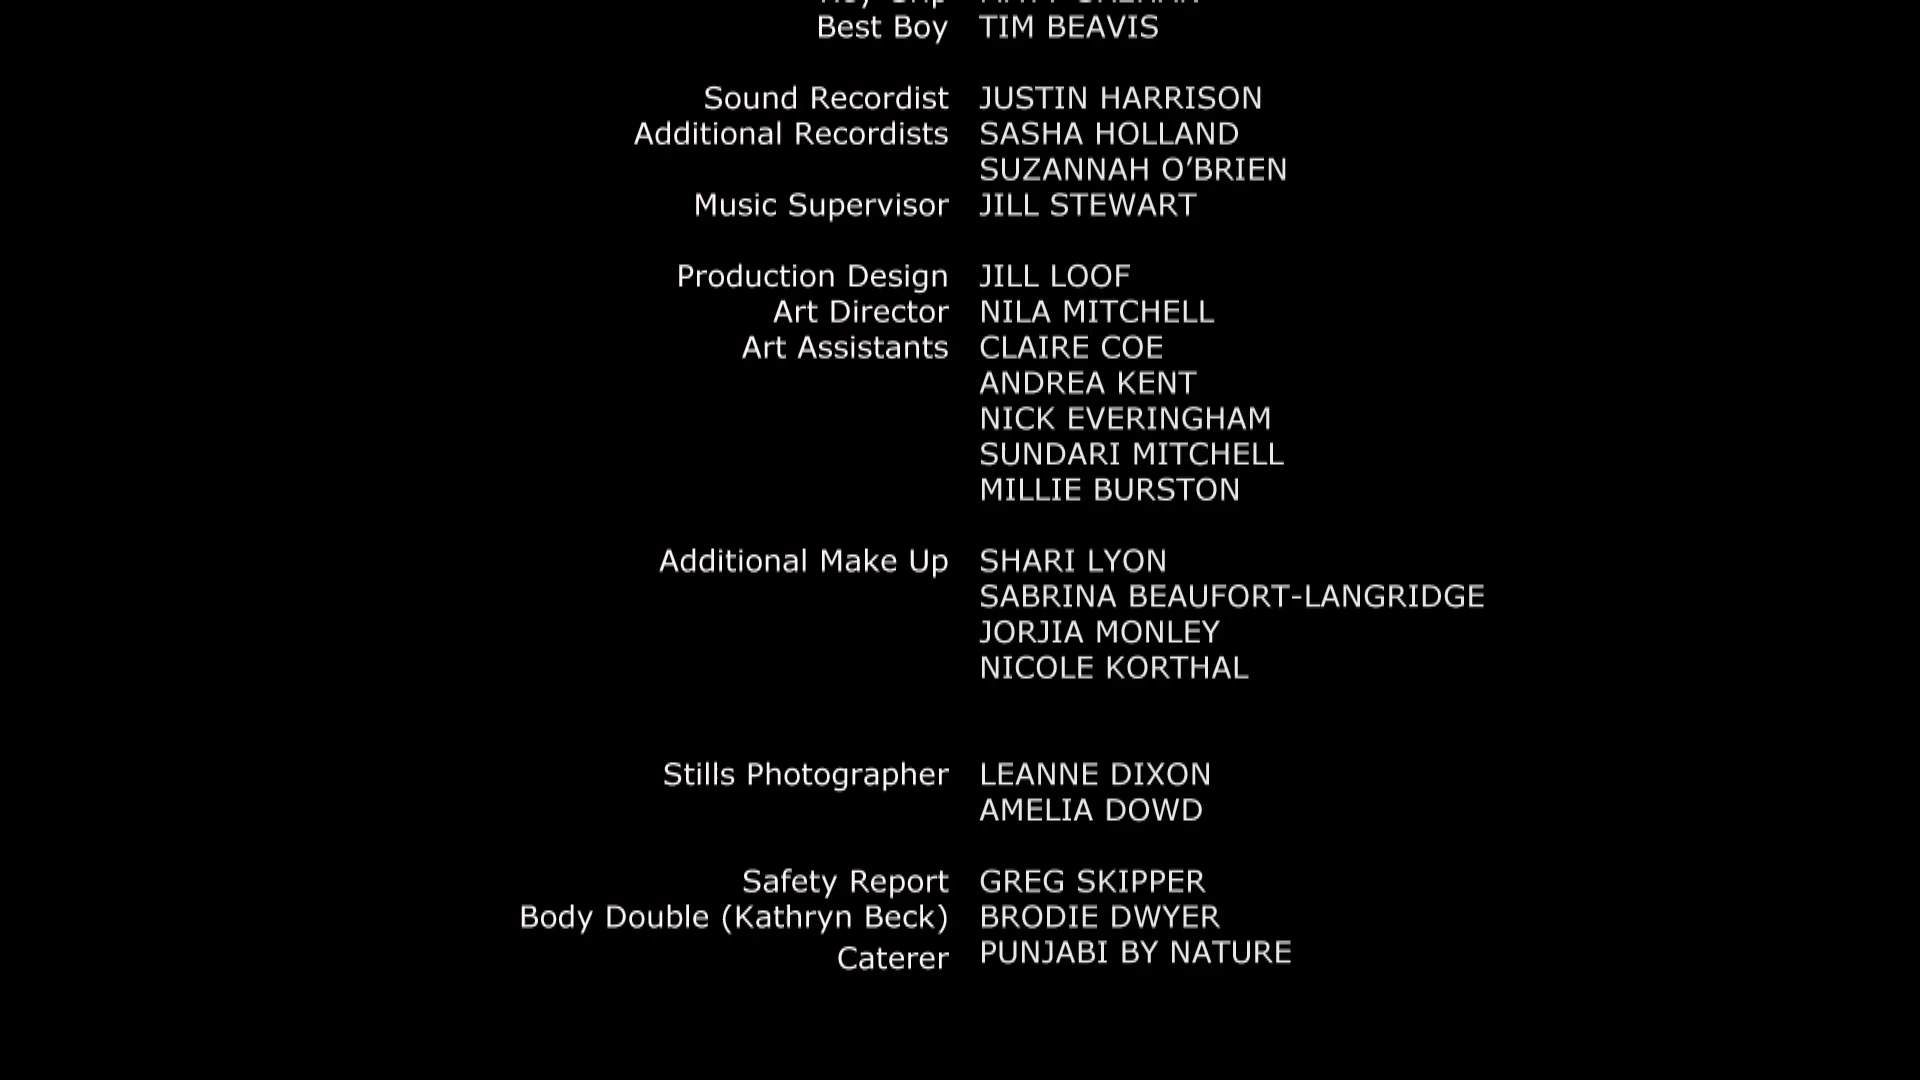 Best Boy TIM BEAVIS
Sound Recordist JUSTIN HARRISON
Additional Recordists SASHA HOLLAND
SUZANNAH O’BRIEN
Music Supervisor JILL STEWART
Production Design JILL LOOF
Art Director NILA MITCHELL
Art Assistants CLAIRE COE
ANDREA KENT
NICK EVERINGHAM
SUNDARI MITCHELL
MILLIE BURSTON
Additional Make Up SHARI LYON
SABRINA BEAUFORT-LANGRIDGE
JORJIA MONLEY
NICOLE KORTHAL
Stills Photographer LEANNE DIXON
AMELIA DOWD
Safety Report GREG SKIPPER
Body Double (Kathryn Beck) BRODIE DWYER
Caterer PUNJABI BY NATURE